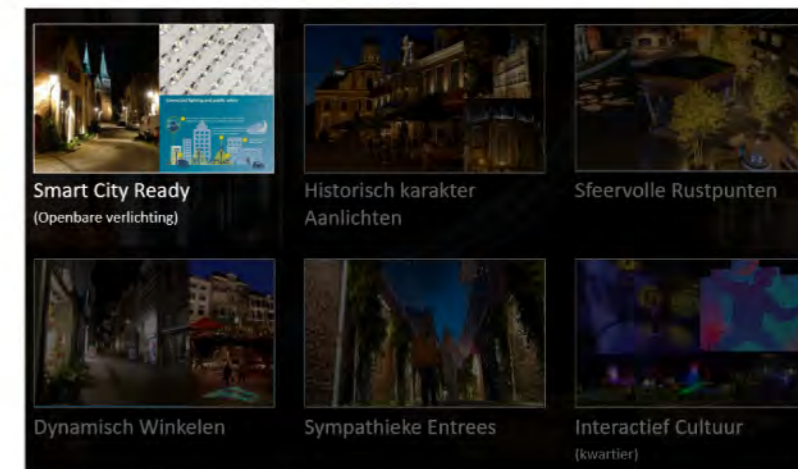 Smart City Ready
(Openbare verlichting)
Historisch karakter
Aanlichten
Sfeervolle Rustpunten
Dynamisch Winkelen
Sympathieke Entrees
Interactief Cultuur
(kwartier)